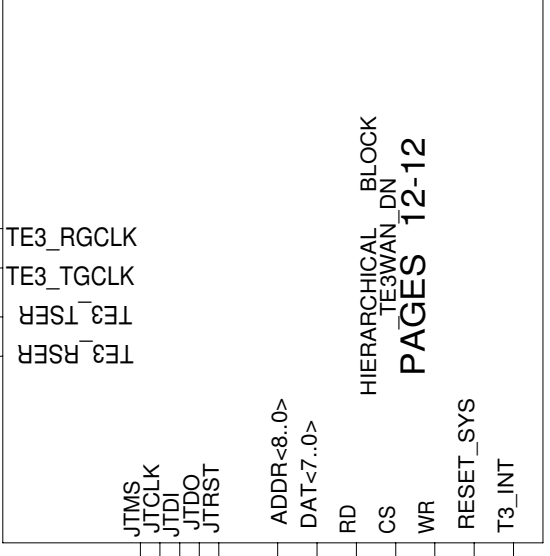 TE3_RGCLK
TE3_TGCLK
TE3_TSER
TE3_RSER
HIERARCHICAL BLOCK
_TE3WAN_DN_
PAGES 12-12
JTMS
JTCLK
JTDI
JTDO
JTRST
ADDR<8..0>
DAT<7..0>
RD
CS
WR
RESET_SYS
T3_INT